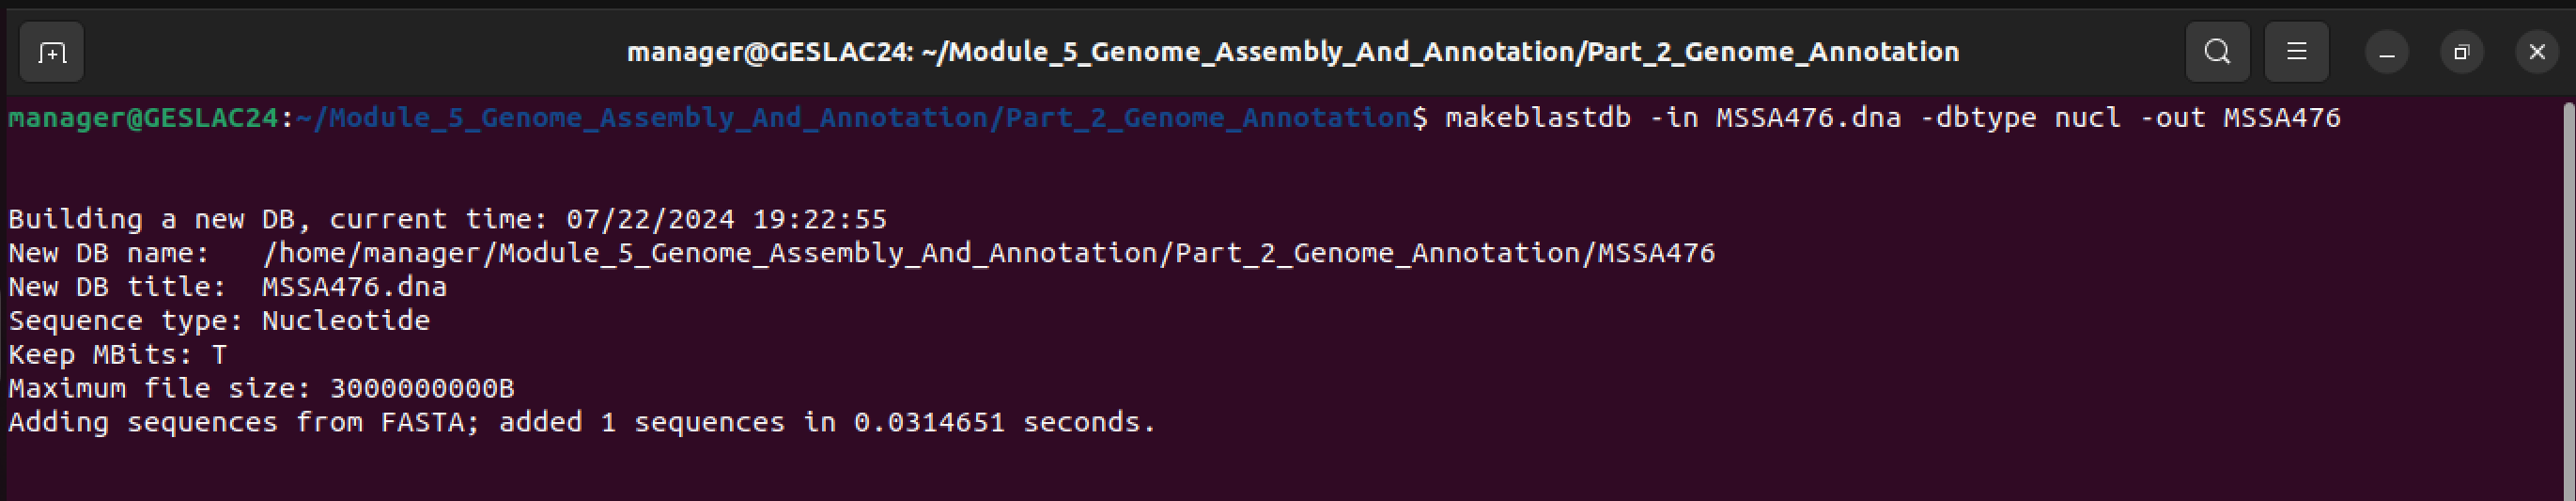 manager@GESLAC24: ~/Module_5_Genome_Assembly_And_Annotation/Part_2_Genome_Annotation
manager@GESLAC24:~/Module_5_Genome_Assembly_And_Annotation/Part_2_Genome_Annotation$ makeblastdb -in MSSA476.dna -dbtype nucl -out MSSA476
Building a new DB, current time: 07/22/2024 19:22:55
New DB name:   /home/manager/Module_5_Genome_Assembly_And_Annotation/Part_2_Genome_Annotation/MSSA476
New DB title:  MSSA476.dna
Sequence type: Nucleotide
Keep MBits: T
Maximum file size: 3000000000B
Adding sequences from FASTA; added 1 sequences in 0.0314651 seconds.